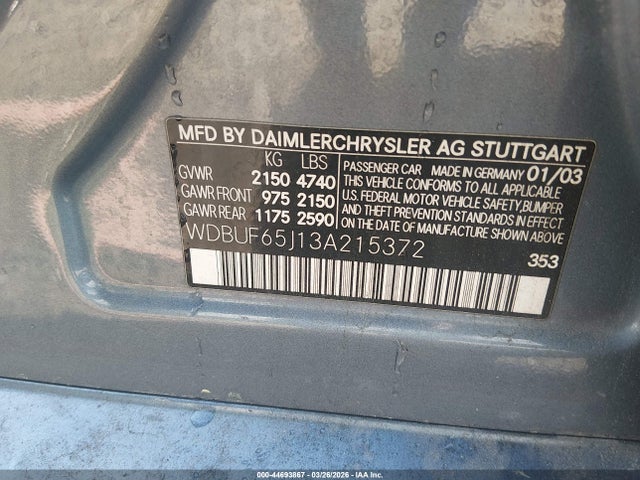 MFD BY DAIMLERCHRYSLER AG STUTTGART
KG LBS
GVWR 2150 4740
GAWR FRONT 975 2150
GAWR REAR 1175 2590
PASSENGER CAR MADE IN GERMANY 01/03
THIS VEHICLE CONFORMS TO ALL APPLICABLE
U.S. FEDERAL MOTOR VEHICLE SAFETY, BUMPER
AND THEFT PREVENTION STANDARDS IN EFFECT
ON THE DATE OF MANUFACTURE SHOWN ABOVE.
WDBUF65J13A215372
353
000-44693867 | 03/26/2026 | IAA Inc.